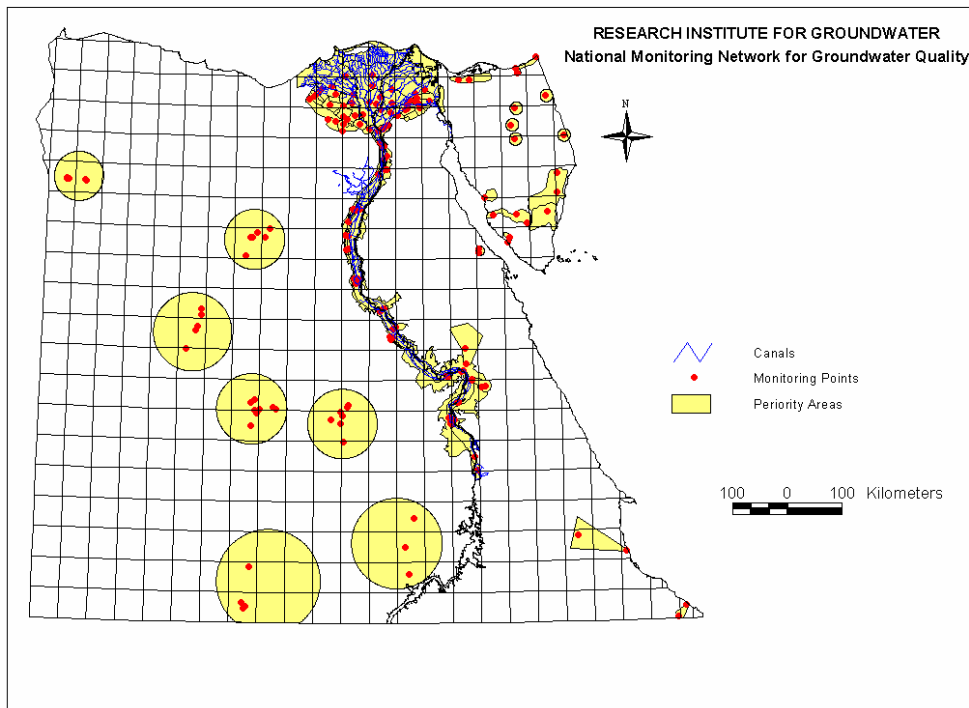 RESEARCH INSTITUTE FOR GROUNDWATER
National Monitoring Network for Groundwater Quality
N
Canals
Monitoring Points
Periority Areas
100 0 100 Kilometers